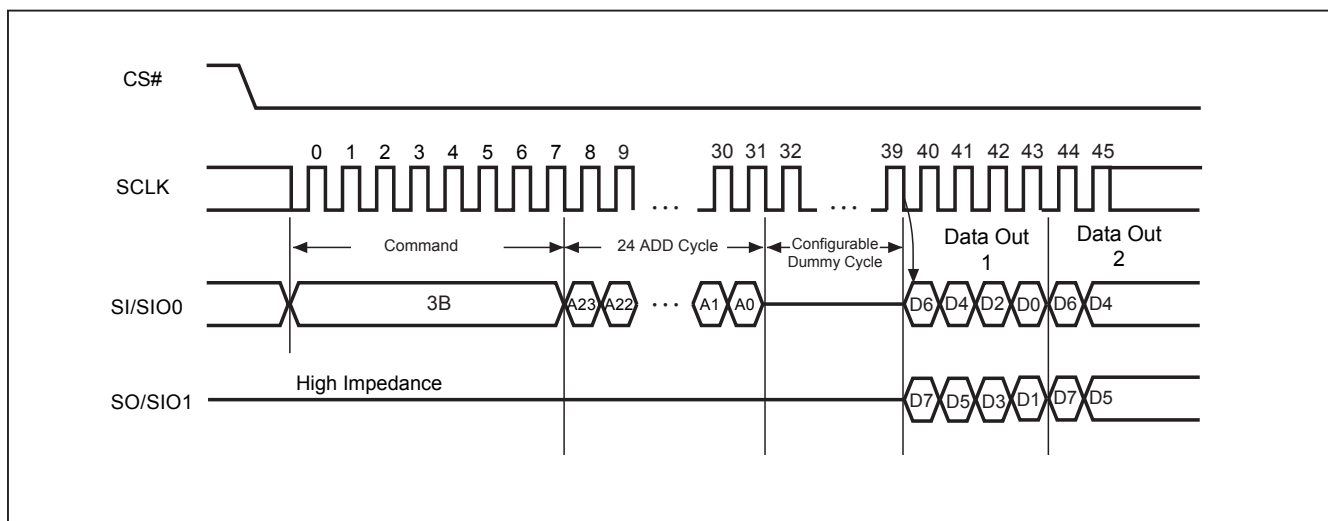 CS#
0 1 2 3 4 5 6 7 8 9 30 31 32 39 40 41 42 43 44 45
SCLK
... ...
Command 24 ADD Cycle Configurable Dummy Cycle Data Out 1 Data Out 2
SI/SIO0 3B A23 A22 ... A1 A0 D6 D4 D2 D0 D6 D4
High Impedance
SO/SIO1 D7 D5 D3 D1 D7 D5